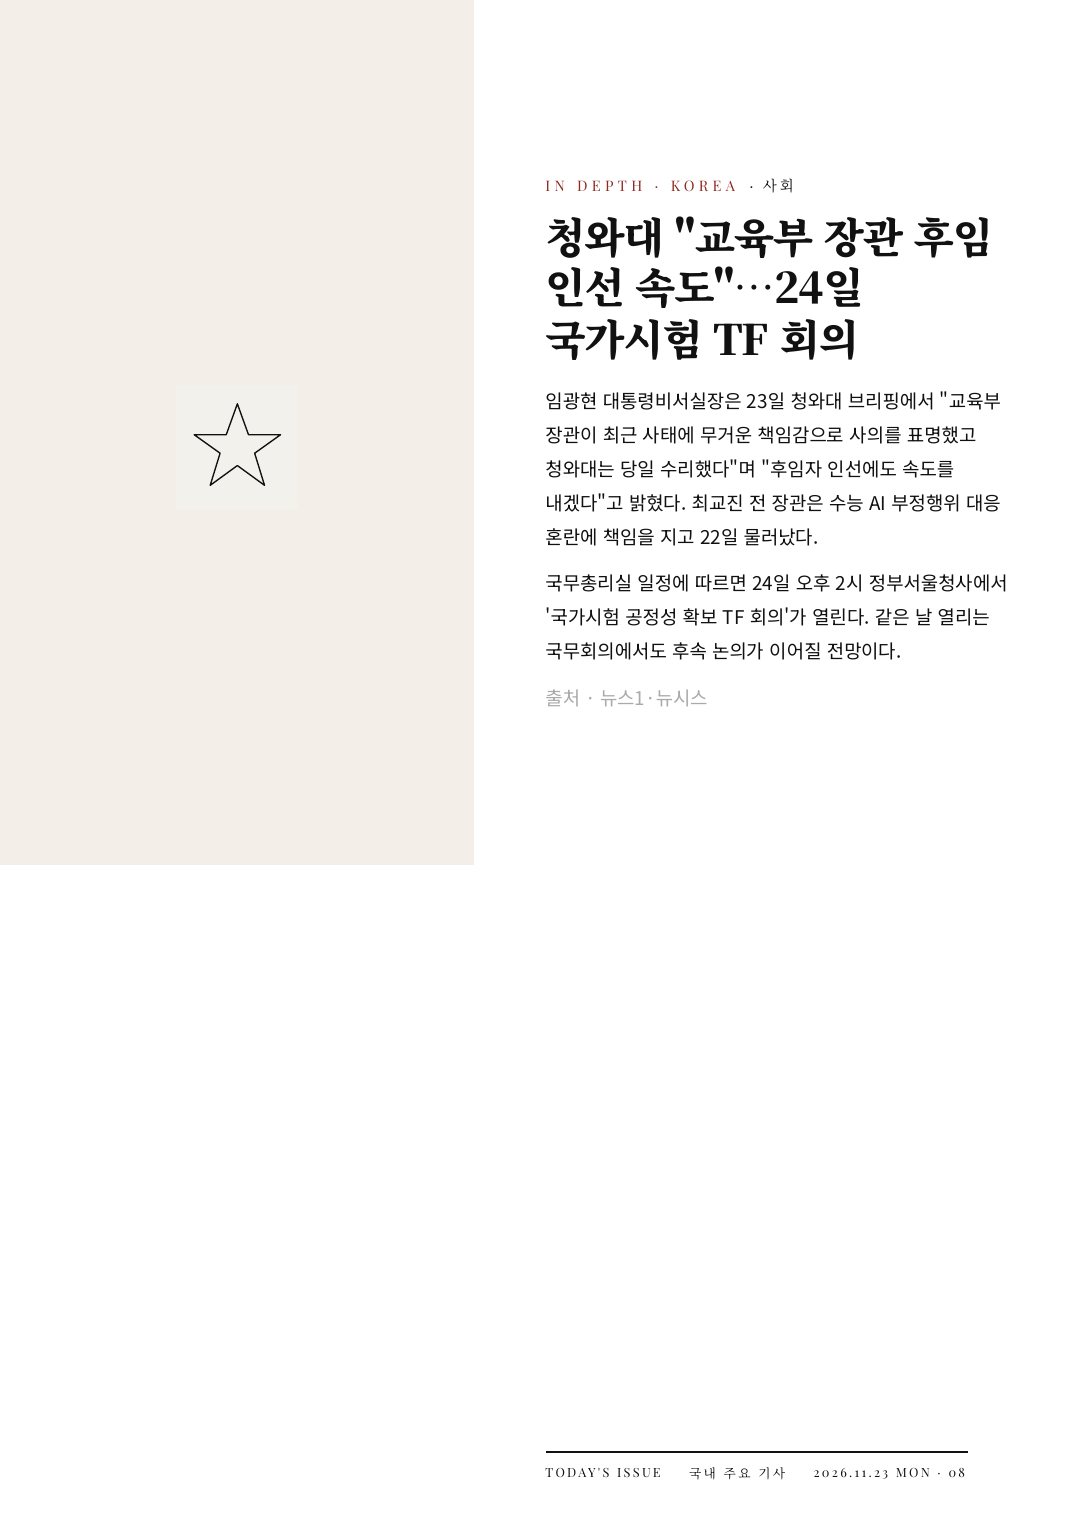 IN DEPTH · KOREA · 사회
청와대 "교육부 장관 후임
인선 속도"…24일
국가시험 TF 회의
임광현 대통령비서실장은 23일 청와대 브리핑에서 "교육부
장관이 최근 사태에 무거운 책임감으로 사의를 표명했고
청와대는 당일 수리했다"며 "후임자 인선에도 속도를
내겠다"고 밝혔다. 최교진 전 장관은 수능 AI 부정행위 대응
혼란에 책임을 지고 22일 물러났다.
국무총리실 일정에 따르면 24일 오후 2시 정부서울청사에서
'국가시험 공정성 확보 TF 회의'가 열린다. 같은 날 열리는
국무회의에서도 후속 논의가 이어질 전망이다.
출처 · 뉴스1·뉴시스
TODAY'S ISSUE 국내 주요 기사 2026.11.23 MON · 08